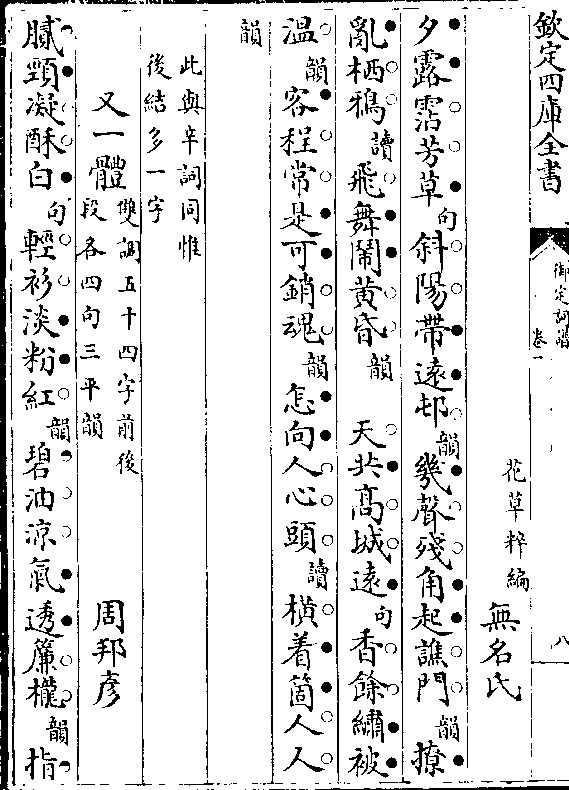 欽定四庫全書
御定詞譜
卷
八
花草粹編 無名氏
夕露霑芳草句斜陽帶遠邨韻幾聲殘角起譙門韻撩
亂栖鴉讀飛舞鬧黄昏韻 天共髙城遠句香餘繡被
温韻客程常是可銷魂韻怎向人心頭讀横着箇人人
韻
此與辛詞同惟
後結多一字
又一體 雙調五十四字前後
段各四句三平韻 周邦彦
膩頸凝酥白句輕衫淡粉紅韻碧油涼氣透簾櫳韻指